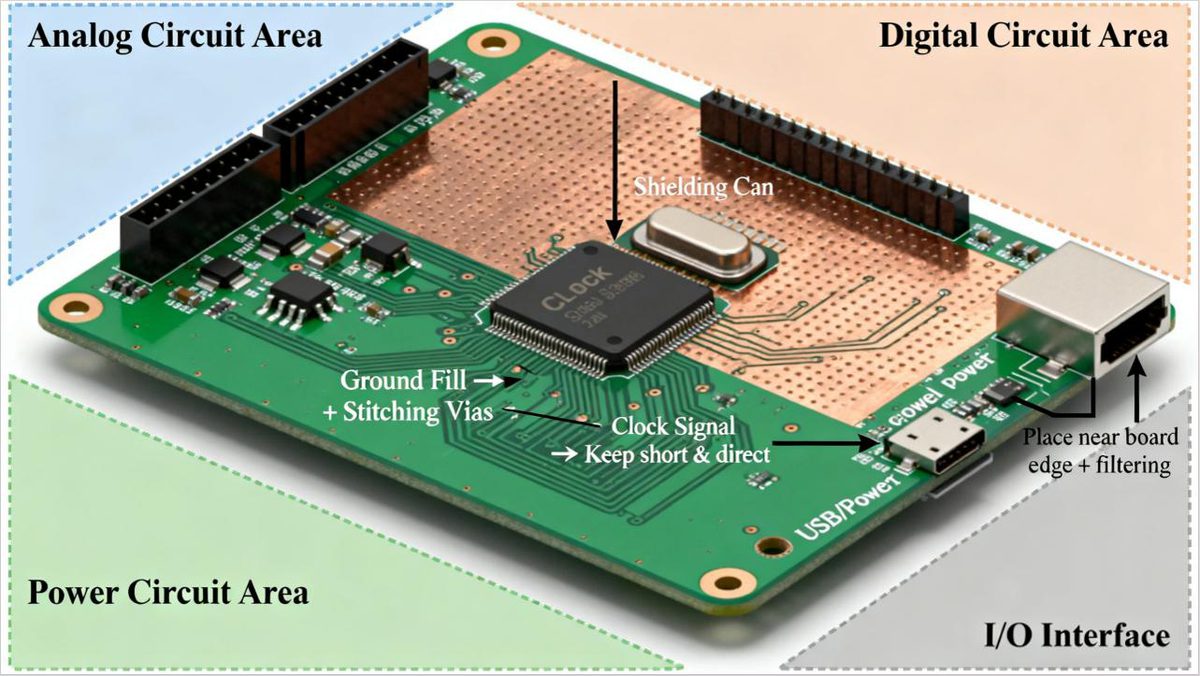 Analog Circuit Area
Digital Circuit Area
Shielding Can
CLock
Ground Fill →
+ Stitching Vias
Clock Signal
→ Keep short & direct
power
USB/Power
Place near board
edge + filtering
Power Circuit Area
I/O Interface